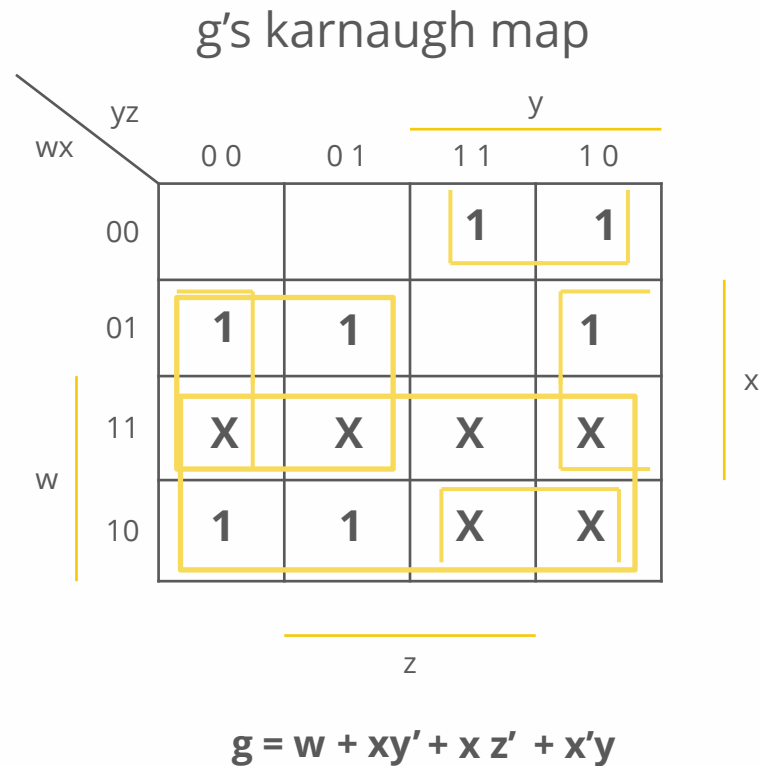 g's karnaugh map
y
yz
wx
0 0 0 1 1 1 1 0
00 1 1
01 1 1 1
x
11 X X X X
w
10 1 1 X X
z
g = w + xy’ + x z’ + x’y